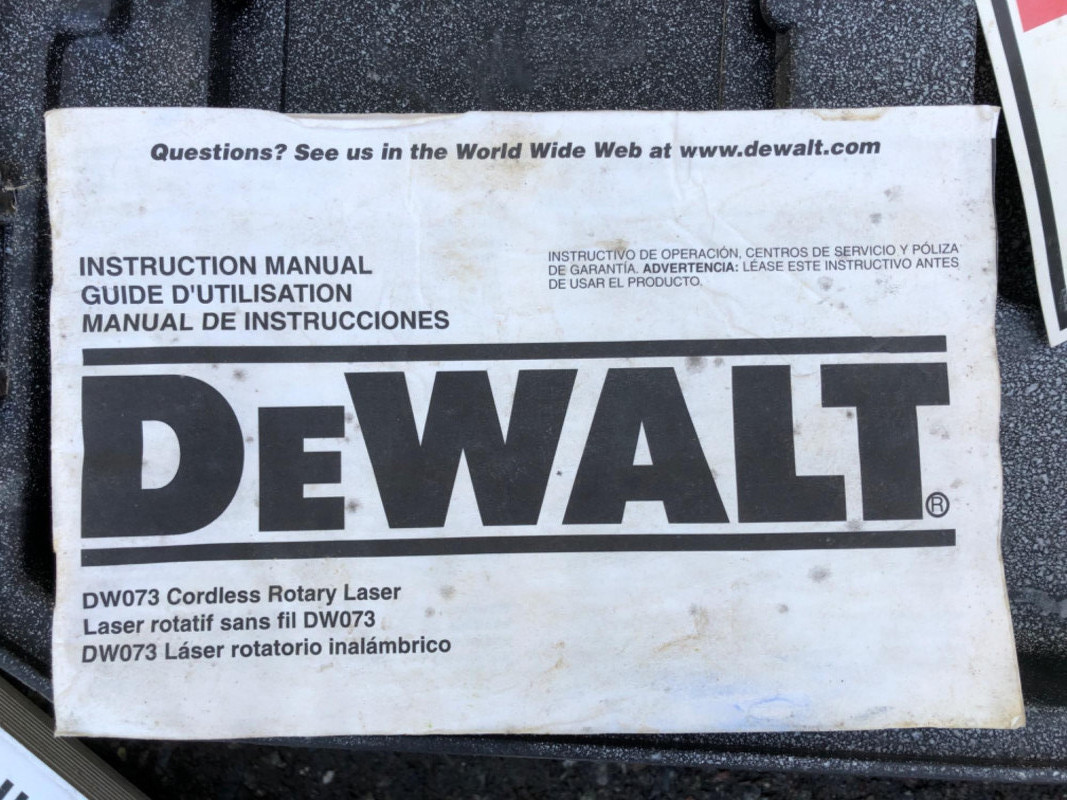 Questions? See us in the World Wide Web at www.dewalt.com
INSTRUCTION MANUAL
GUIDE D'UTILISATION
MANUAL DE INSTRUCCIONES
INSTRUCTIVO DE OPERACIÓN, CENTROS DE SERVICIO Y PÓLIZA
DE GARANTÍA. ADVERTENCIA: LÉASE ESTE INSTRUCTIVO ANTES
DE USAR EL PRODUCTO.
DEWALT®
DW073 Cordless Rotary Laser
Laser rotatif sans fil DW073
DW073 Láser rotatorio inalámbrico